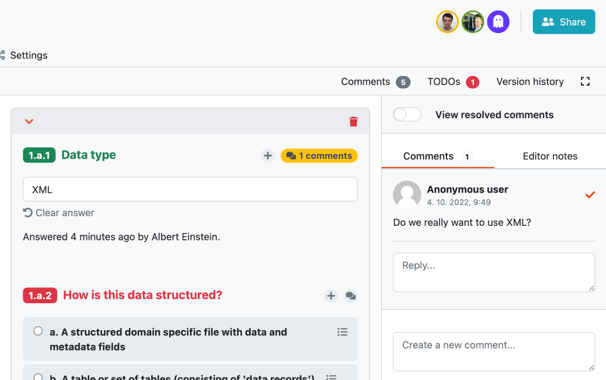 Share
Settings
Comments 5 TODOs 1 Version history
View resolved comments
1.a.1 Data type
1 comments
Comments 1 Editor notes
XML
Anonymous user
4. 10. 2022, 9:49
Clear answer
Do we really want to use XML?
Answered 4 minutes ago by Albert Einstein.
Reply...
1.a.2 How is this data structured?
a. A structured domain specific file with data and
metadata fields
Create a new comment...
b. A table or set of tables (consisting of 'data records')